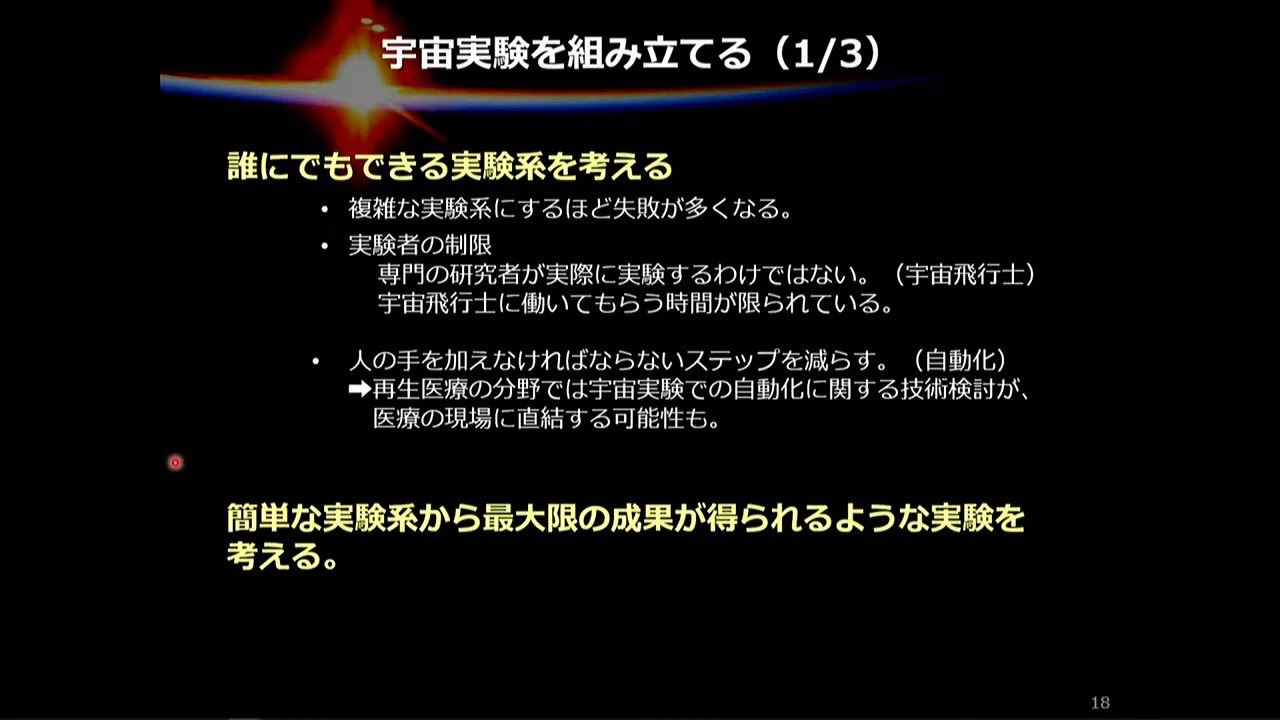 宇宙実験を組み立てる（1/3）
誰にでもできる実験系を考える
• 複雑な実験系にするほど失敗が多くなる。
• 実験者の制限
専門の研究者が実際に実験するわけではない。（宇宙飛行士）
宇宙飛行士に働いてもらう時間が限られている。
• 人の手を加えなければならないステップを減らす。（自動化）
➡再生医療の分野では宇宙実験での自動化に関する技術検討が、
医療の現場に直結する可能性も。
簡単な実験系から最大限の成果が得られるような実験を
考える。
18